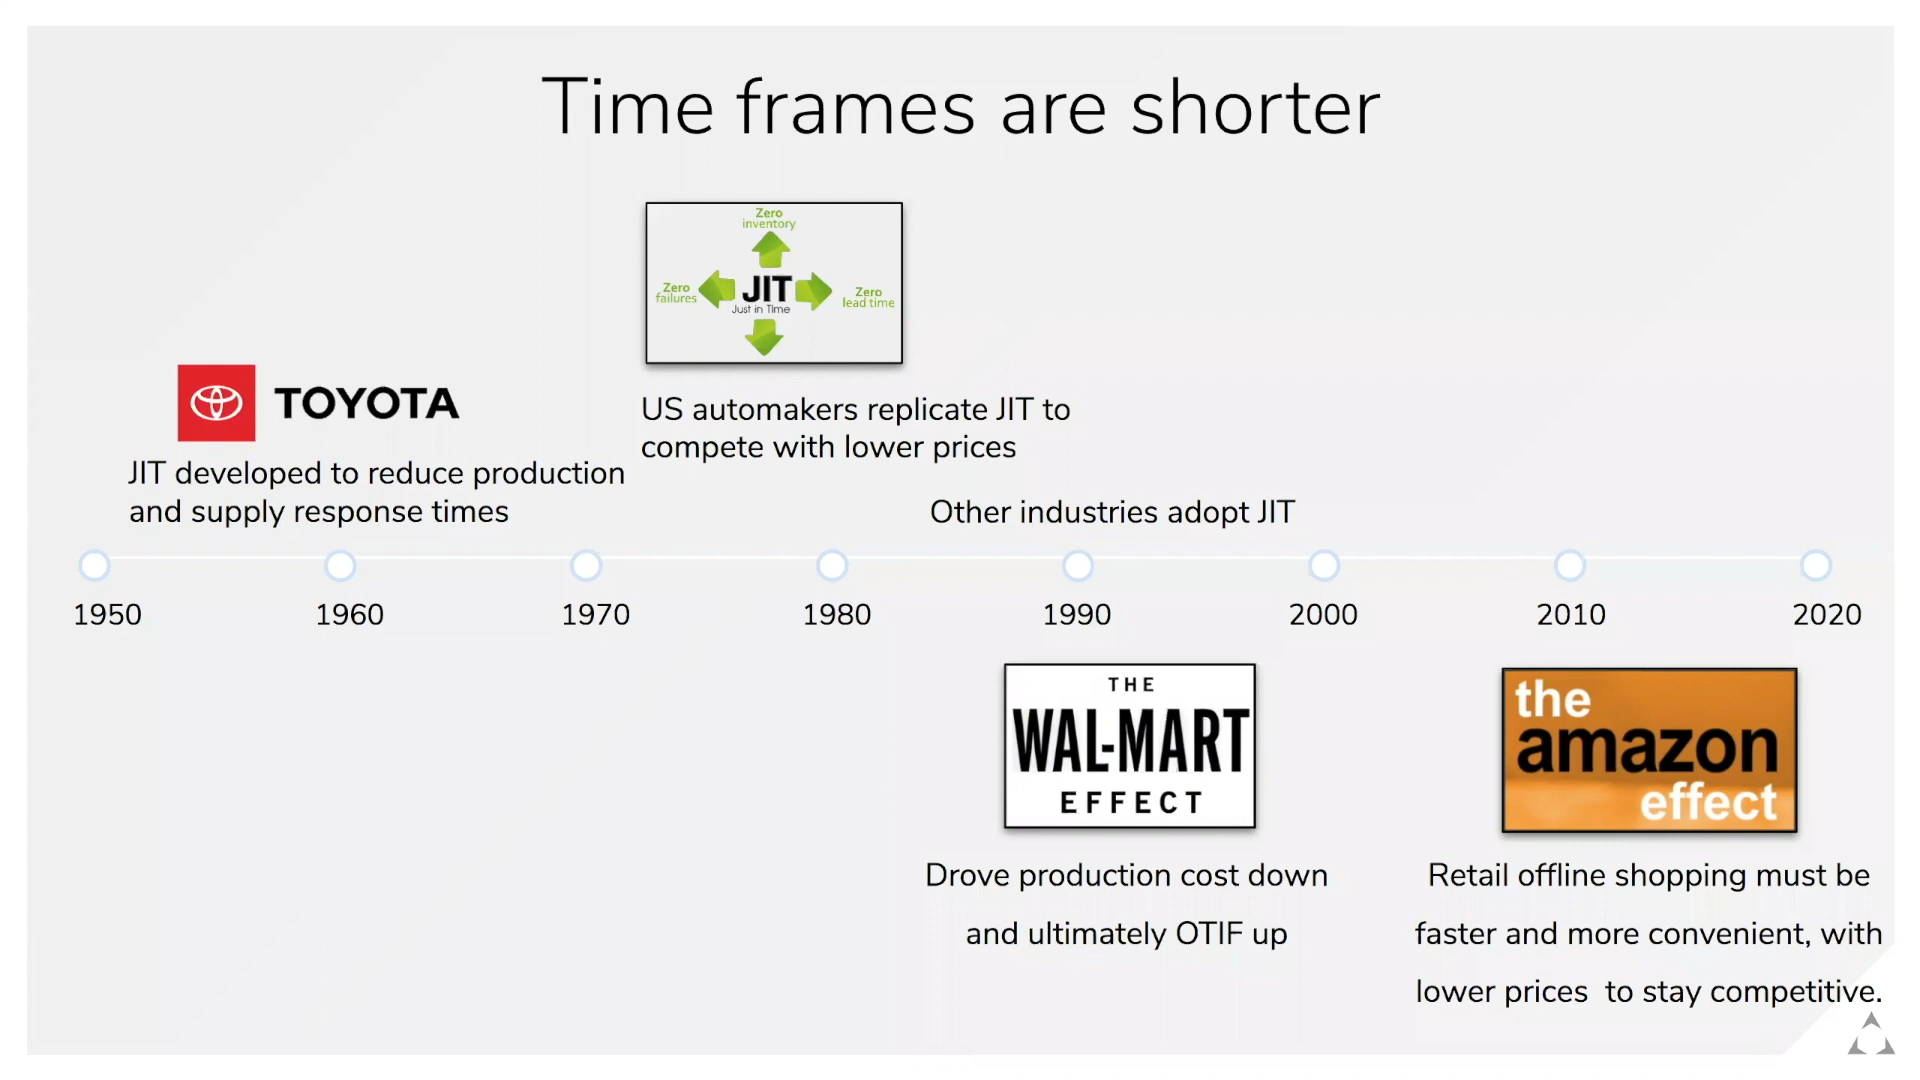 Time frames are shorter
Zero
inventory
Zero
failures
JIT
Just in Time
Zero
lead time
TOYOTA
US automakers replicate JIT to
compete with lower prices
JIT developed to reduce production
and supply response times
Other industries adopt JIT
1950
1960
1970
1980
1990
2000
2010
2020
THE
WAL-MART
EFFECT
the
amazon
effect
Drove production cost down
and ultimately OTIF up
Retail offline shopping must be
faster and more convenient, with
lower prices  to stay competitive.